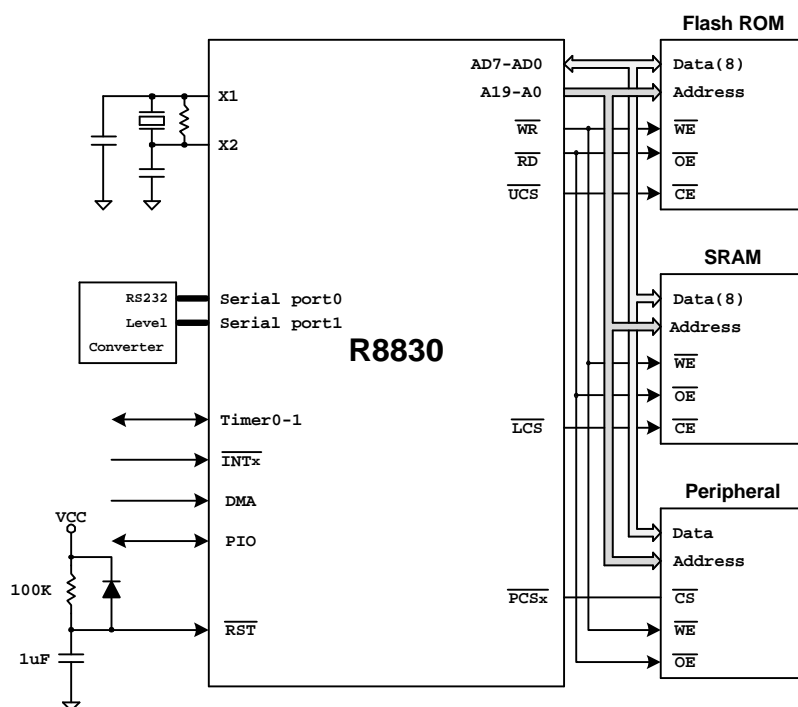 Flash ROM
AD7-AD0
Data(8)
A19-A0
Address
X1
WR
WE
X2
RD
OE
UCS
CE
SRAM
RS232
Serial port0
Data(8)
Level
Serial port1
Address
Converter
R8830
WE
OE
Timer0-1
LCS
CE
INTx
Peripheral
DMA
VCC
Data
PIO
Address
100K
PCSx
CS
RST
WE
1uF
OE